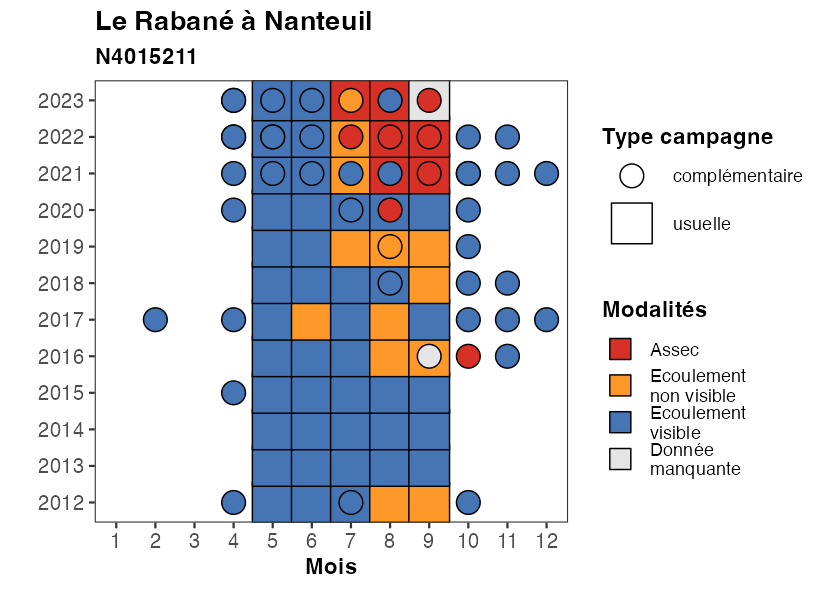 Le Rabané à Nanteuil
N4015211
2023
2022
2021
2020
2019
2018
2017
2016
2015
2014
2013
2012
1 2 3 4 5 6 7 8 9 10 11 12
Mois
Type campagne
complémentaire
usuelle
Modalités
Assec
Ecoulement
non visible
Ecoulement
visible
Donnée
manquante